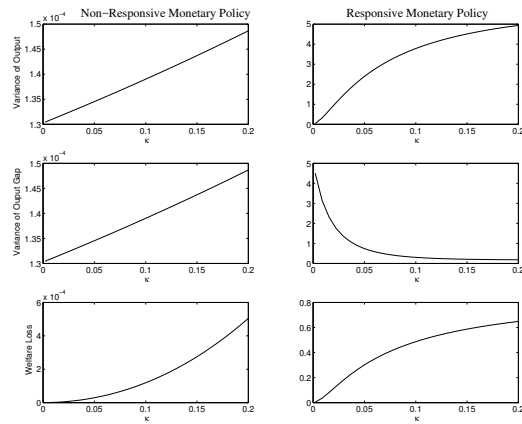 Non-Responsive Monetary Policy
Responsive Monetary Policy
x 10⁻⁴
1.5
1.45
1.4
1.35
1.3
Variance of Output
0 0.05 0.1 0.15 0.2
κ
5
4
3
2
1
0
0 0.05 0.1 0.15 0.2
κ
x 10⁻⁴
1.5
1.45
1.4
1.35
1.3
Variance of Ouput Gap
0 0.05 0.1 0.15 0.2
κ
5
4
3
2
1
0
0 0.05 0.1 0.15 0.2
κ
x 10⁻⁴
6
4
2
0
Welfare Loss
0 0.05 0.1 0.15 0.2
κ
0.8
0.6
0.4
0.2
0
0 0.05 0.1 0.15 0.2
κ